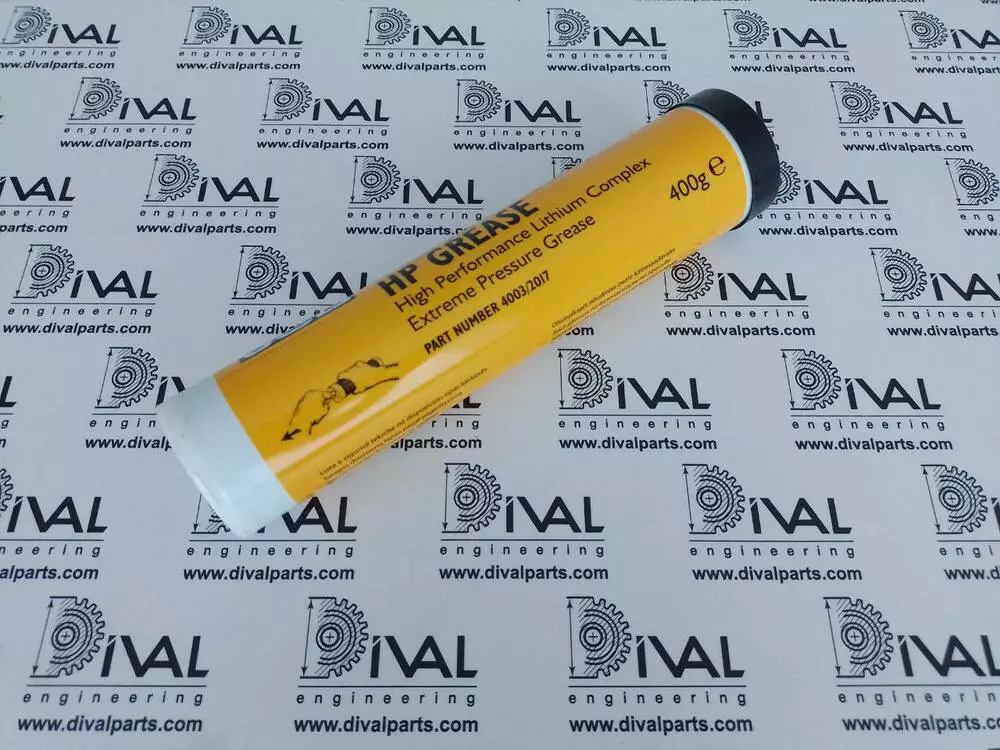 HP GREASE
High Performance Lithium Complex
Extreme Pressure Grease
PART NUMBER 4003/2017
400g ℮
DIVAL
engineering
www.divalparts.com